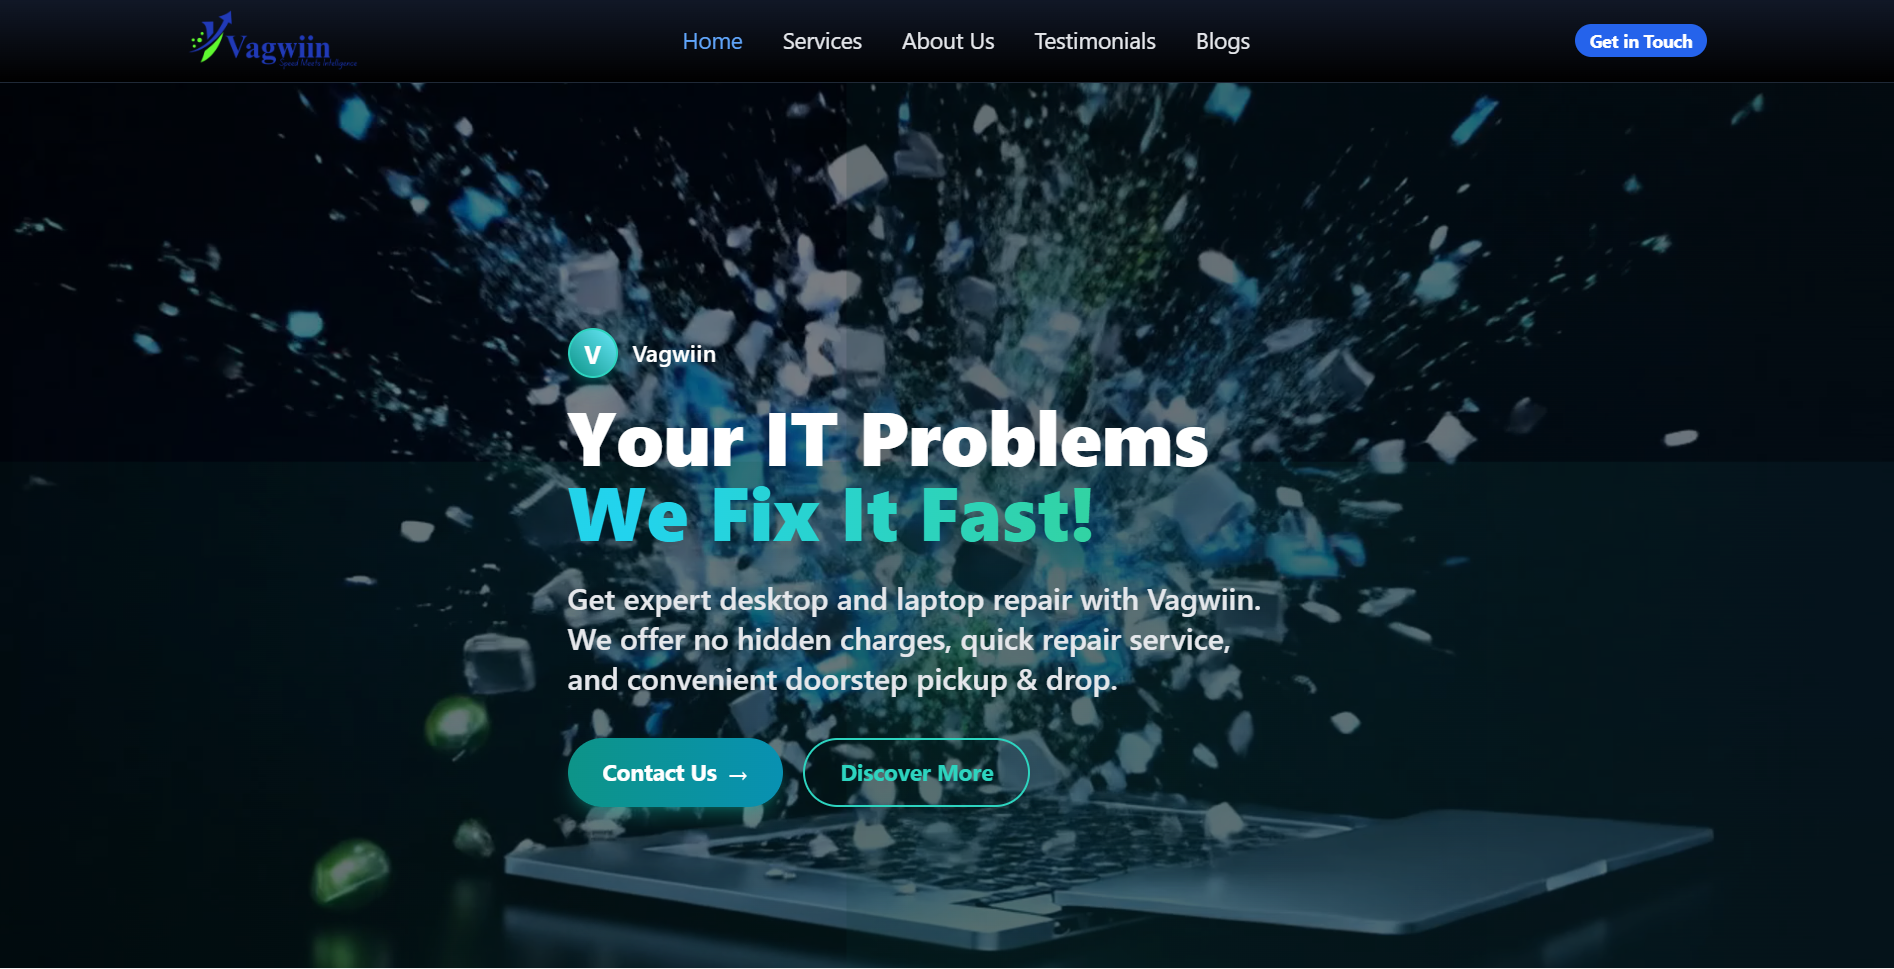 Vagwiin
Speed Meets Intelligence
Home
Services
About Us
Testimonials
Blogs
Get in Touch
V
Vagwiin
Your IT Problems
We Fix It Fast!
Get expert desktop and laptop repair with Vagwiin.
We offer no hidden charges, quick repair service,
and convenient doorstep pickup & drop.
Contact Us →
Discover More